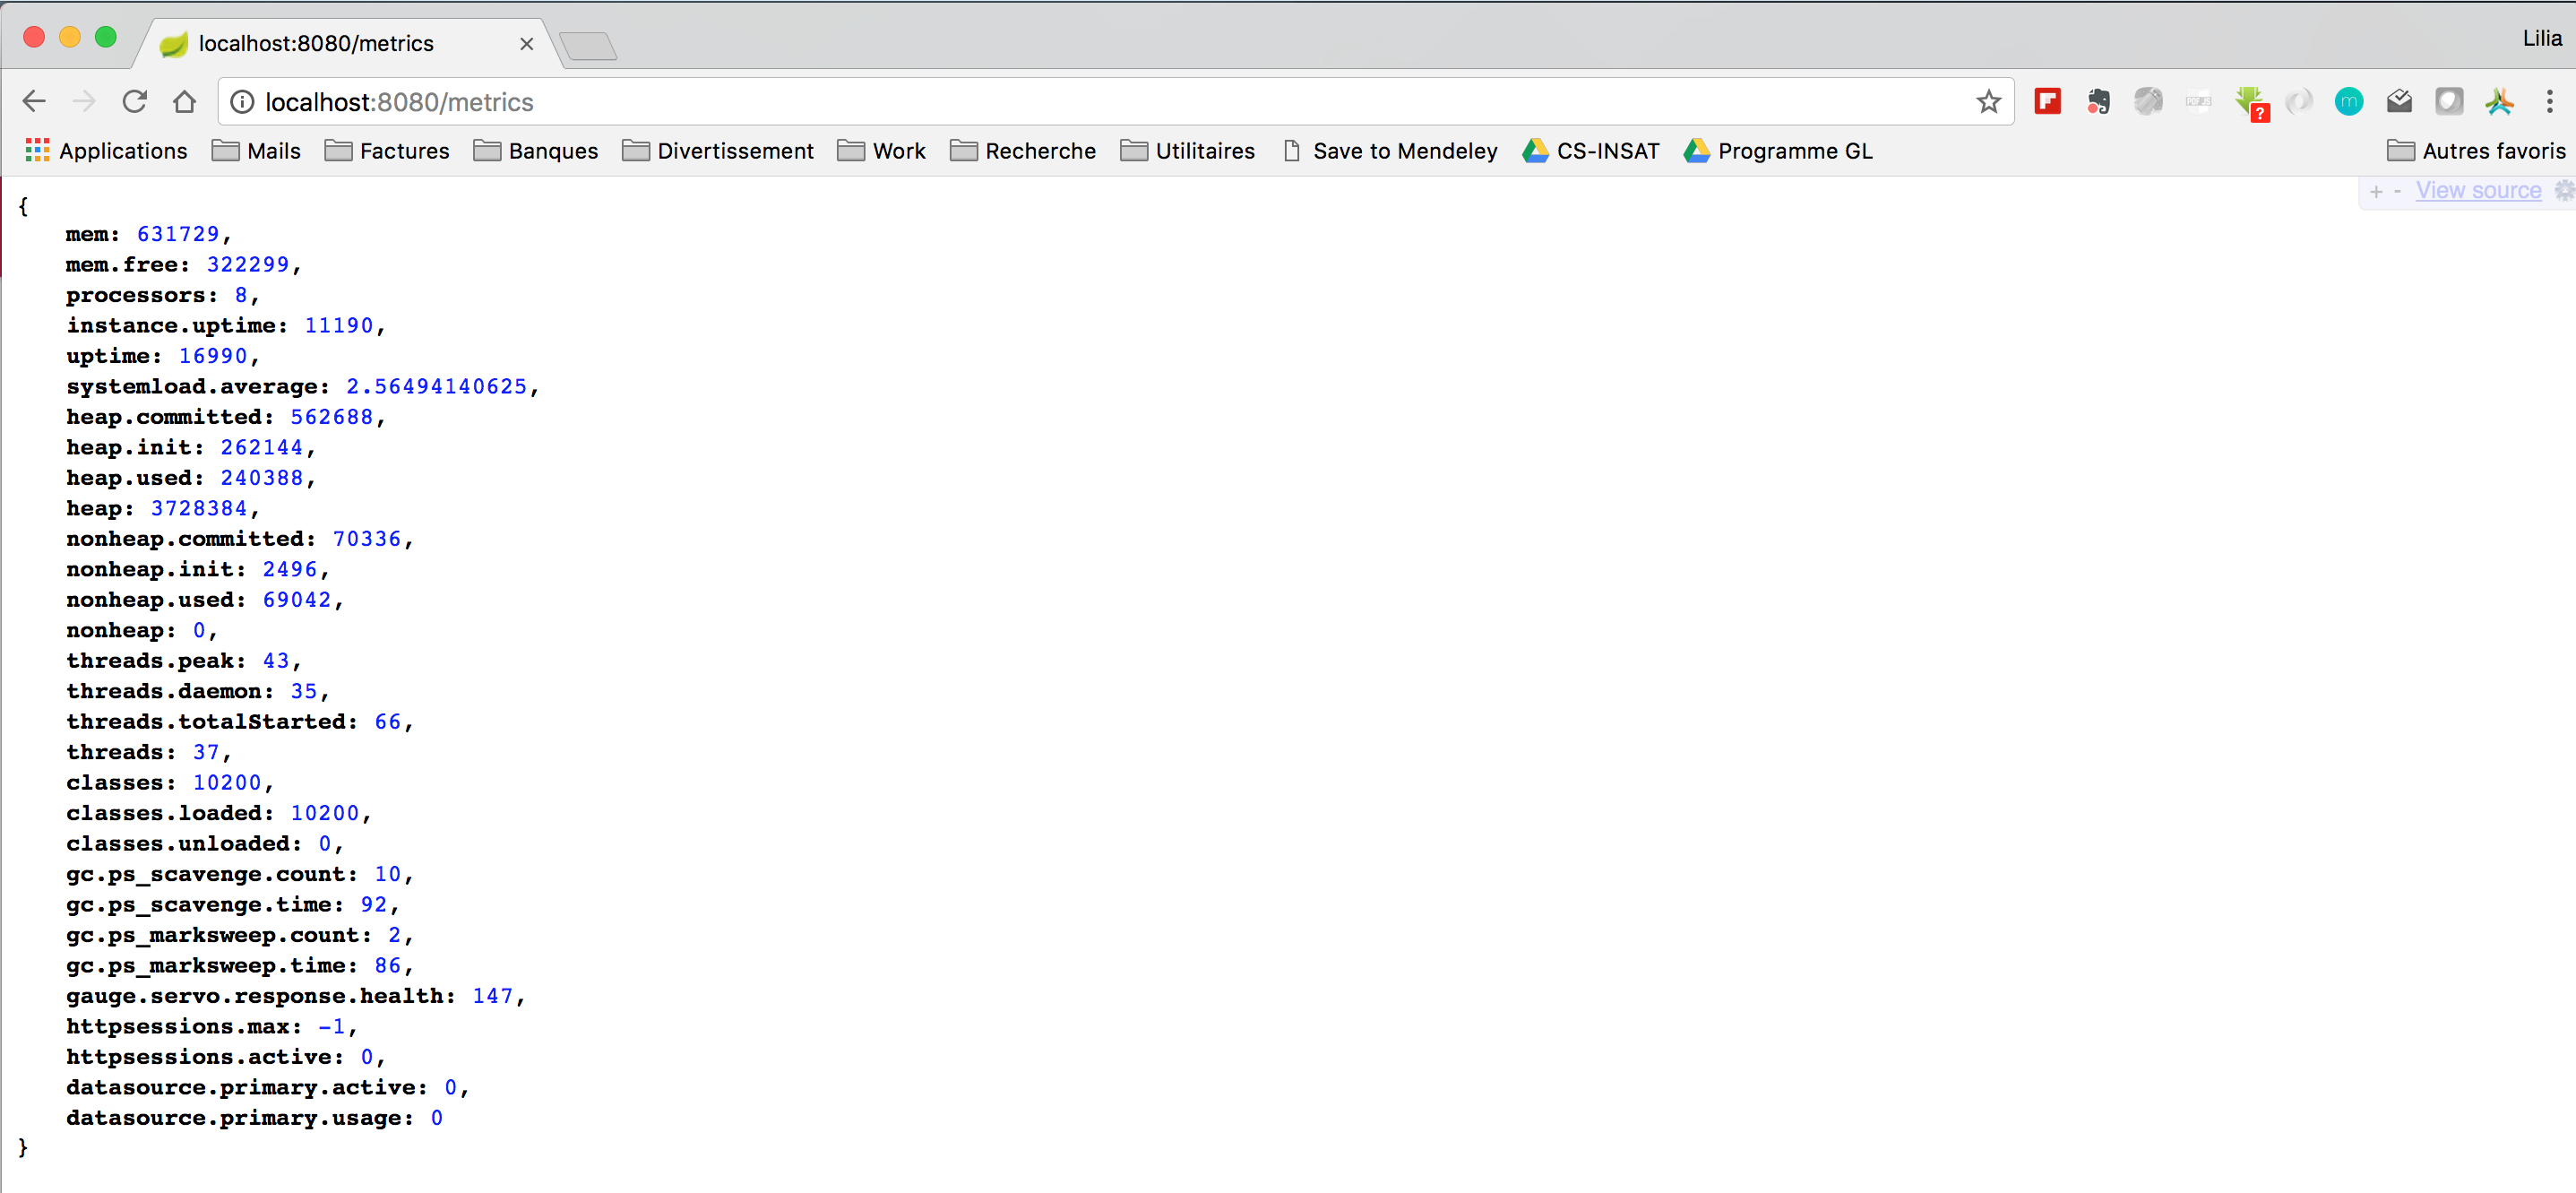 localhost:8080/metrics
Lilia
localhost:8080/metrics
Applications Mails Factures Banques Divertissement Work Recherche Utilitaires Save to Mendeley CS-INSAT Programme GL Autres favoris
+ - View source
{
mem: 631729,
mem.free: 322299,
processors: 8,
instance.uptime: 11190,
uptime: 16990,
systemload.average: 2.56494140625,
heap.committed: 562688,
heap.init: 262144,
heap.used: 240388,
heap: 3728384,
nonheap.committed: 70336,
nonheap.init: 2496,
nonheap.used: 69042,
nonheap: 0,
threads.peak: 43,
threads.daemon: 35,
threads.totalStarted: 66,
threads: 37,
classes: 10200,
classes.loaded: 10200,
classes.unloaded: 0,
gc.ps_scavenge.count: 10,
gc.ps_scavenge.time: 92,
gc.ps_marksweep.count: 2,
gc.ps_marksweep.time: 86,
gauge.servo.response.health: 147,
httpsessions.max: -1,
httpsessions.active: 0,
datasource.primary.active: 0,
datasource.primary.usage: 0
}